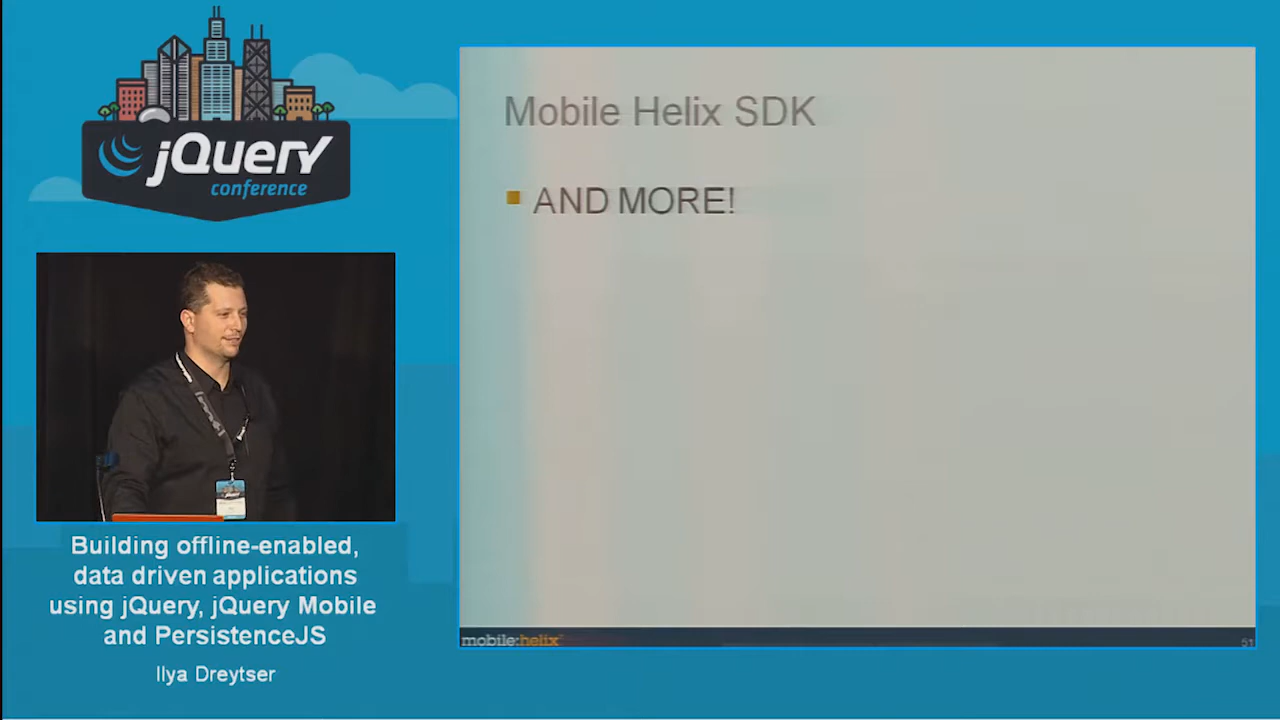 jQuery
conference
Building offline-enabled,
data driven applications
using jQuery, jQuery Mobile
and PersistenceJS
Ilya Dreytser
Mobile Helix SDK
AND MORE!
mobile:helix
51